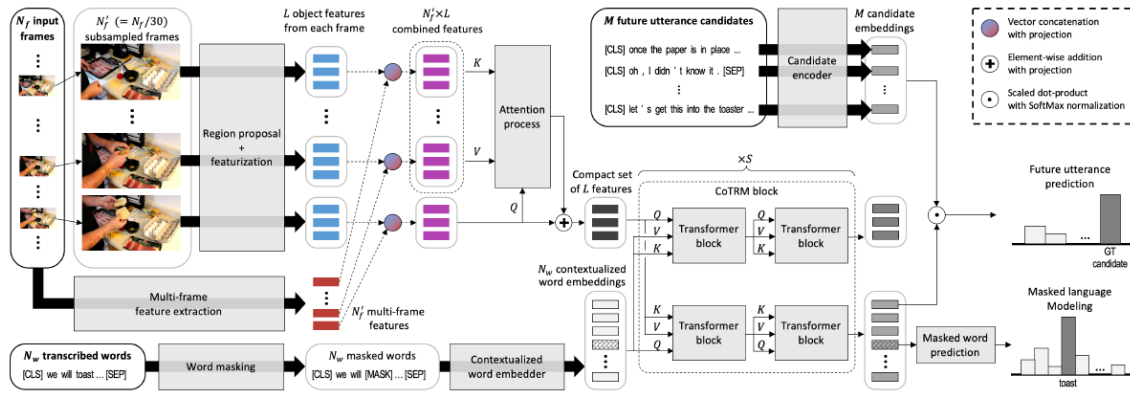 N_f input
frames
N'_f (= N_f/30)
subsampled frames
Region proposal
+
featurization
L object features
from each frame
N'_f×L
combined features
K
V
Q
Attention
process
Multi-frame
feature extraction
N'_f multi-frame
features
N_w transcribed words
[CLS] we will toast ... [SEP]
Word masking
N_w masked words
[CLS] we will [MASK] ... [SEP]
Contextualized
word embedder
M future utterance candidates
[CLS] once the paper is in place ...
[CLS] oh , I didn ' t know it . [SEP]
[CLS] let ' s get this into the toaster ...
Candidate
encoder
M candidate
embeddings
Vector concatenation
with projection
Element-wise addition
with projection
Scaled dot-product
with SoftMax normalization
Compact set
of L features
×S
CoTRM block
Q
V
K
Transformer
block
Q
V
K
Transformer
block
N_w contextualized
word embeddings
K
V
Q
Transformer
block
K
V
Q
Transformer
block
Masked word
prediction
Future utterance
prediction
...
GT
candidate
Masked language
Modeling
...
toast